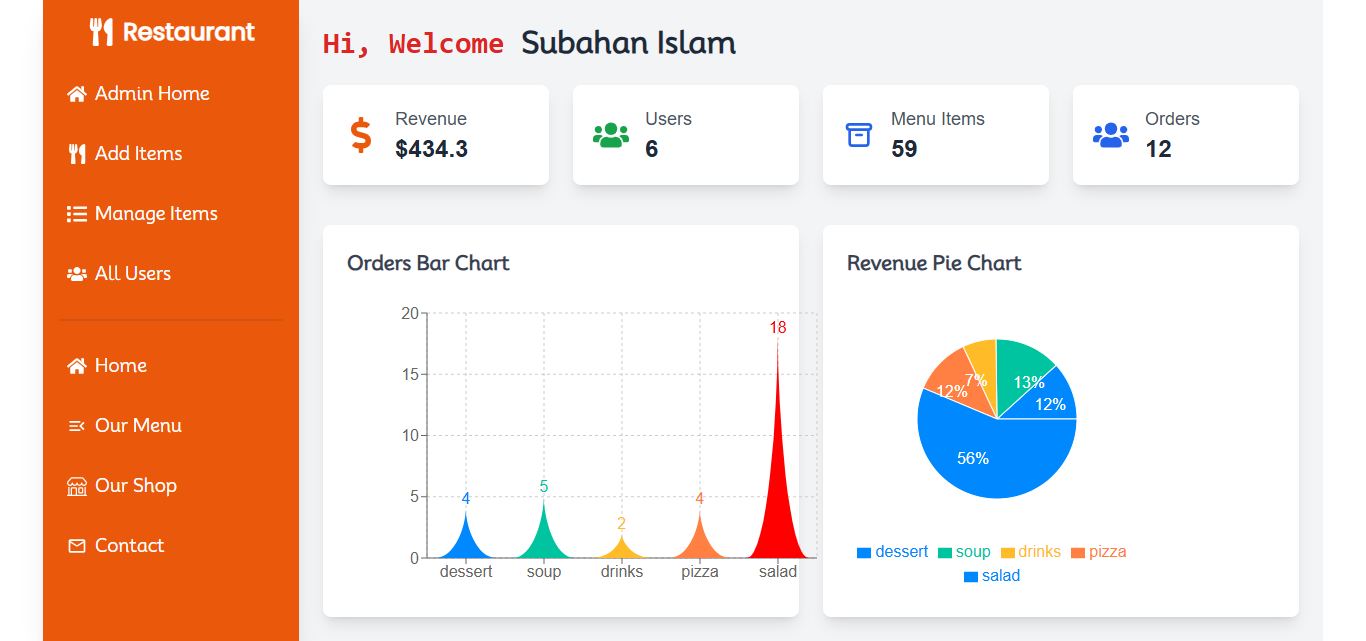 Restaurant
Admin Home
Add Items
Manage Items
All Users
Home
Our Menu
Our Shop
Contact
Hi, Welcome Subahan Islam
Revenue
$434.3
Users
6
Menu Items
59
Orders
12
Orders Bar Chart
20
15
10
5
0
4
5
2
4
18
dessert soup drinks pizza salad
Revenue Pie Chart
7%
13%
12%
12%
56%
dessert soup drinks pizza
salad